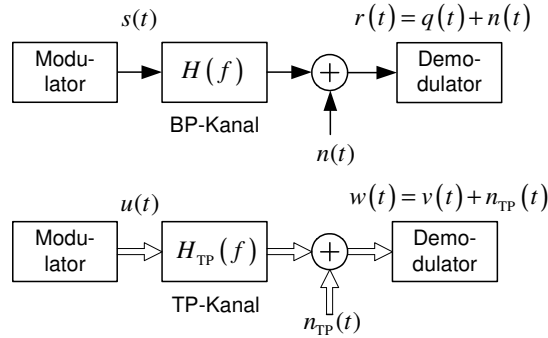 s(t)
r(t) = q(t) + n(t)
Modu-
lator
H(f)
+
Demo-
dulator
BP-Kanal
n(t)
u(t)
w(t) = v(t) + n_TP(t)
Modu-
lator
H_TP(f)
+
Demo-
dulator
TP-Kanal
n_TP(t)